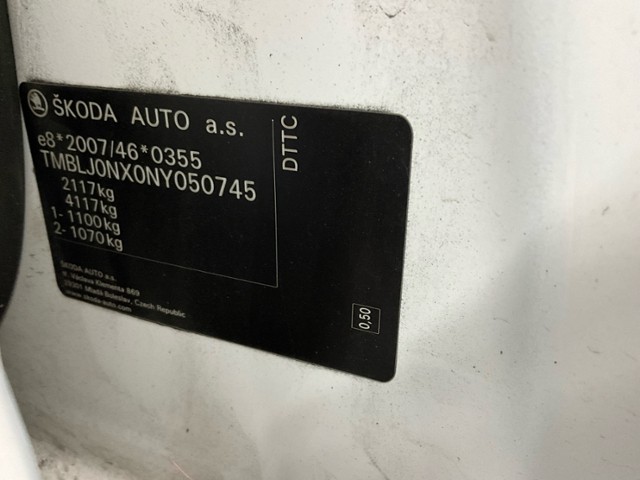 ŠKODA AUTO a.s.
e8*2007/46*0355
TMBLJ0NX0NY050745
2117kg
4117kg
1- 1100kg
2- 1070kg
DTTC
ŠKODA AUTO a.s.
tř. Václava Klementa 869
29301 Mladá Boleslav, Czech Republic
www.skoda-auto.com
0,50